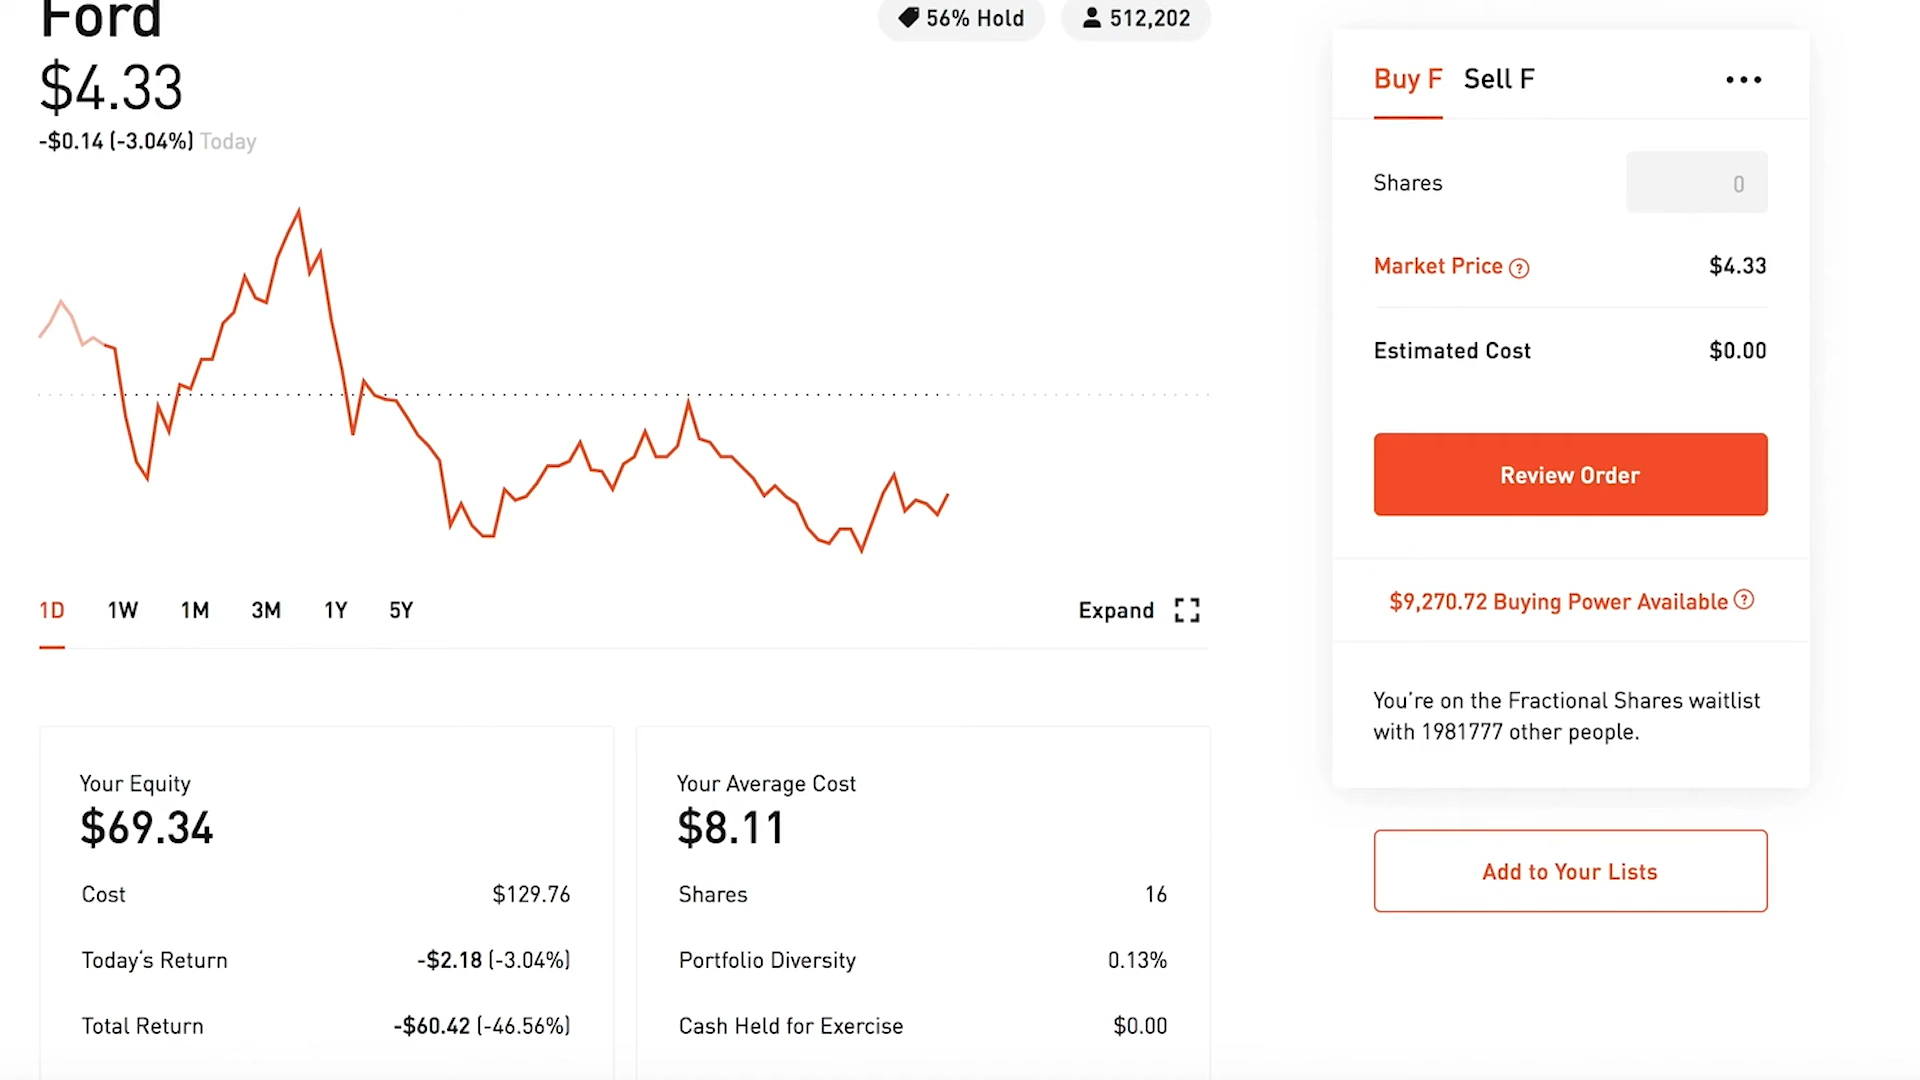 Ford
56% Hold
512,202
$4.33
-$0.14 (-3.04%) Today
1D 1W 1M 3M 1Y 5Y
Expand
Your Equity
$69.34
Cost $129.76
Today's Return -$2.18 (-3.04%)
Total Return -$60.42 (-46.56%)
Your Average Cost
$8.11
Shares 16
Portfolio Diversity 0.13%
Cash Held for Exercise $0.00
Buy F Sell F
Shares 0
Market Price ? $4.33
Estimated Cost $0.00
Review Order
$9,270.72 Buying Power Available ?
You're on the Fractional Shares waitlist
with 1981777 other people.
Add to Your Lists